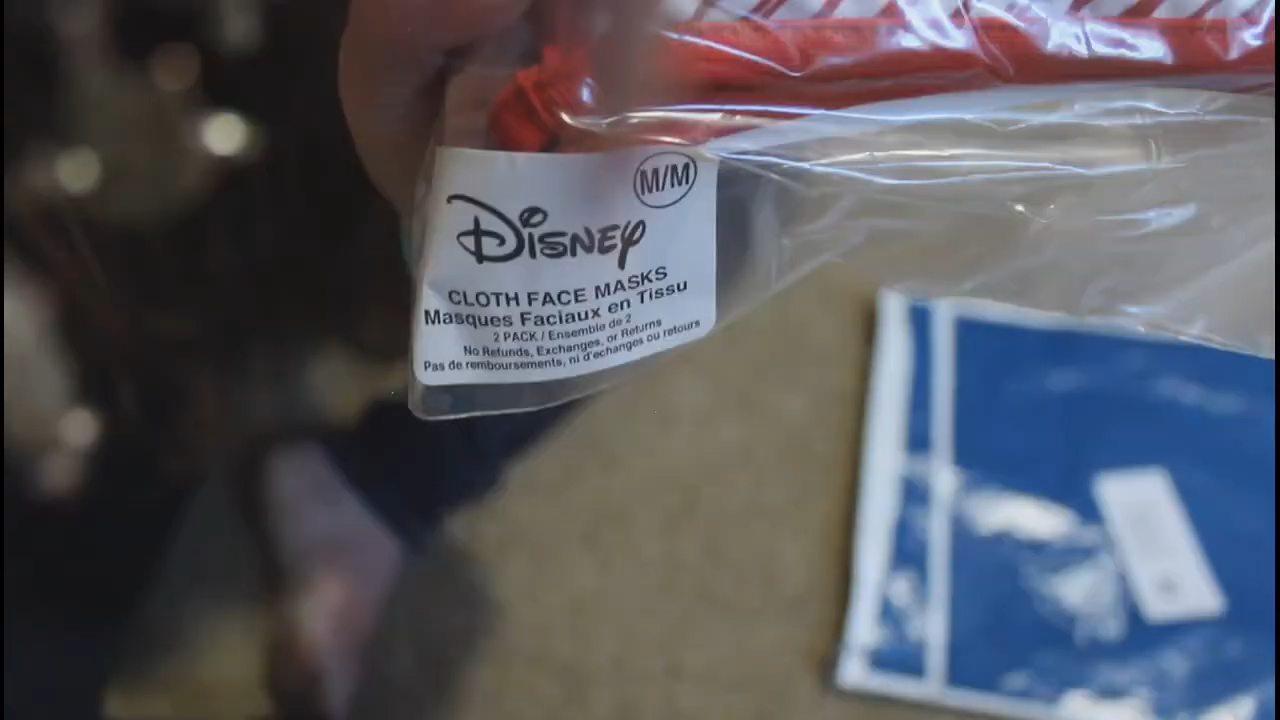 M/M
DISNEY
CLOTH FACE MASKS
Masques Faciaux en Tissu
2 PACK / Ensemble de 2
No Refunds, Exchanges, or Returns
Pas de remboursements, ni d'echanges ou retours